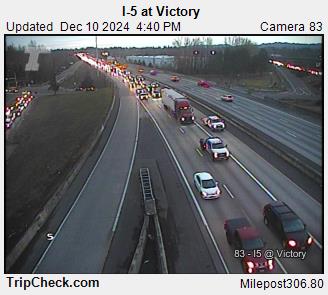 I-5 at Victory
Updated Dec 10 2024 4:40 PM Camera 83
83 - I5 @ Victory
TripCheck.com Milepost306.80